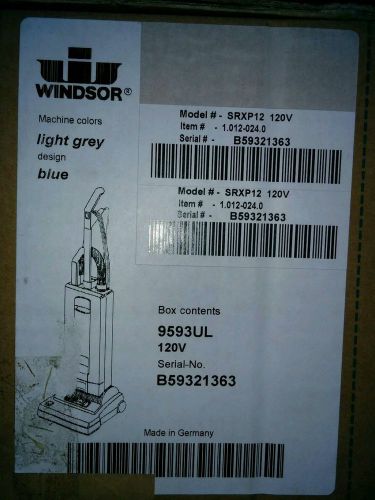 WINDSOR®
Machine colors
light grey
design
blue
Model # - SRXP12 120V
Item # - 1.012-024.0
Serial # - B59321363
Model # - SRXP12 120V
Item # - 1.012-024.0
Serial # - B59321363
Box contents
9593UL
120V
Serial-No.
B59321363
Made in Germany